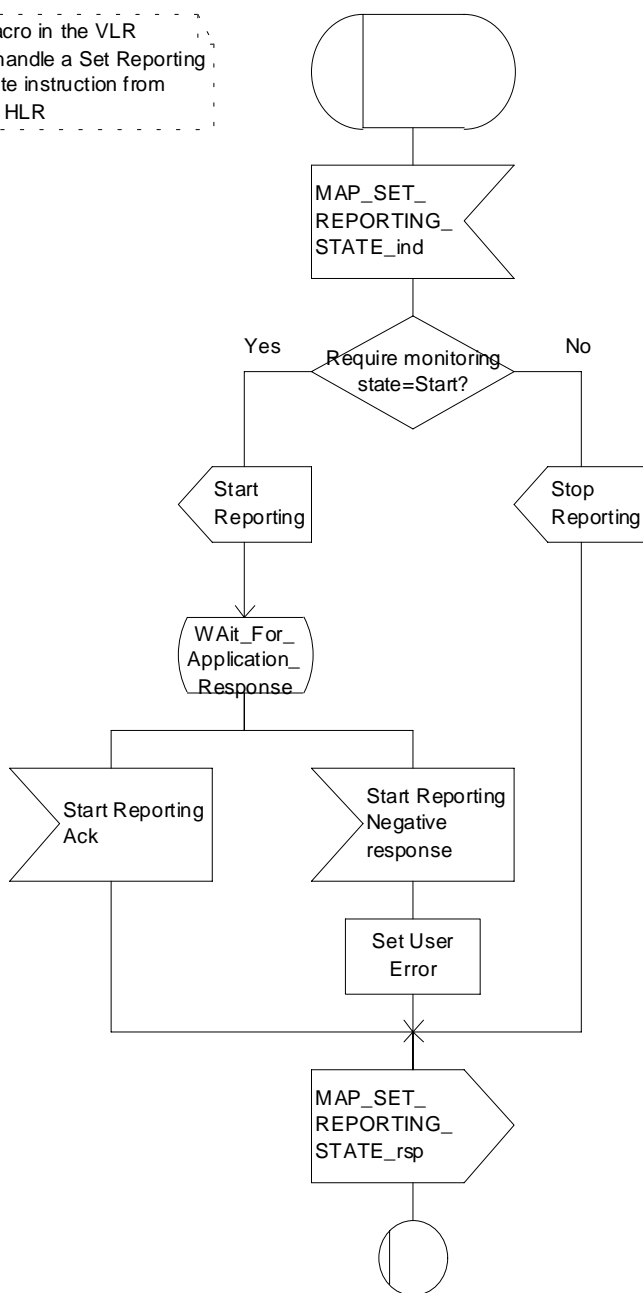 in the VLR
handle a Set Reporting
instruction from
HLR
MAP_SET_
REPORTING_
STATE_ind
Yes
No
Require monitoring
state=Start?
Start
Reporting
Stop
Reporting
WAit_For_
Application_
Response
Start Reporting
Ack
Start Reporting
Negative
response
Set User
Error
MAP_SET_
REPORTING_
STATE_rsp